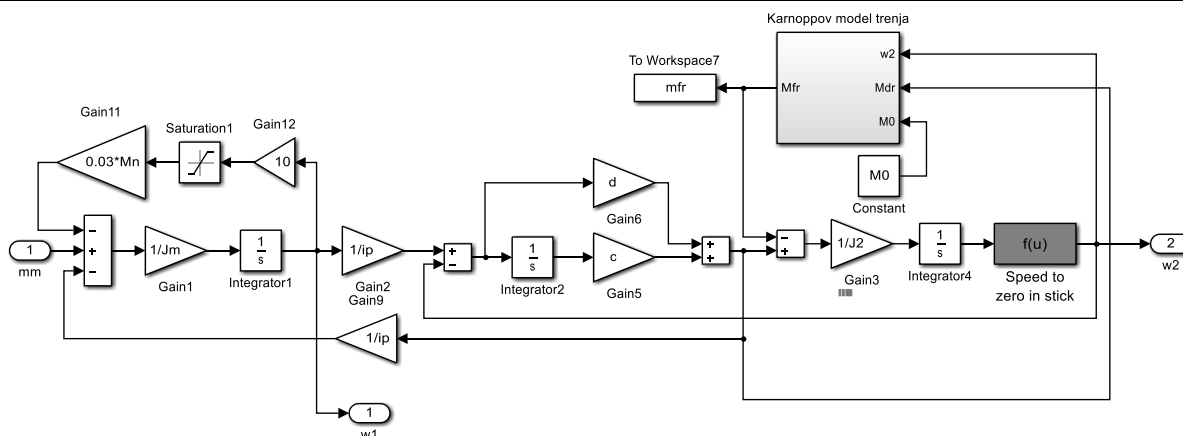 Karnoppov model trenja
To Workspace7
mfr
Mfr
w2
Mdr
M0
M0
Constant
Gain11
0.03*Mn
Saturation1
Gain12
10
1
mm
−
+
−
1/Jm
Gain1
1
s
Integrator1
1/ip
Gain2
+
−
1
s
Integrator2
d
Gain6
c
Gain5
+
+
−
+
1/J2
Gain3
1
s
Integrator4
f(u)
Speed to
zero in stick
2
w2
Gain9
1/ip
1
w1